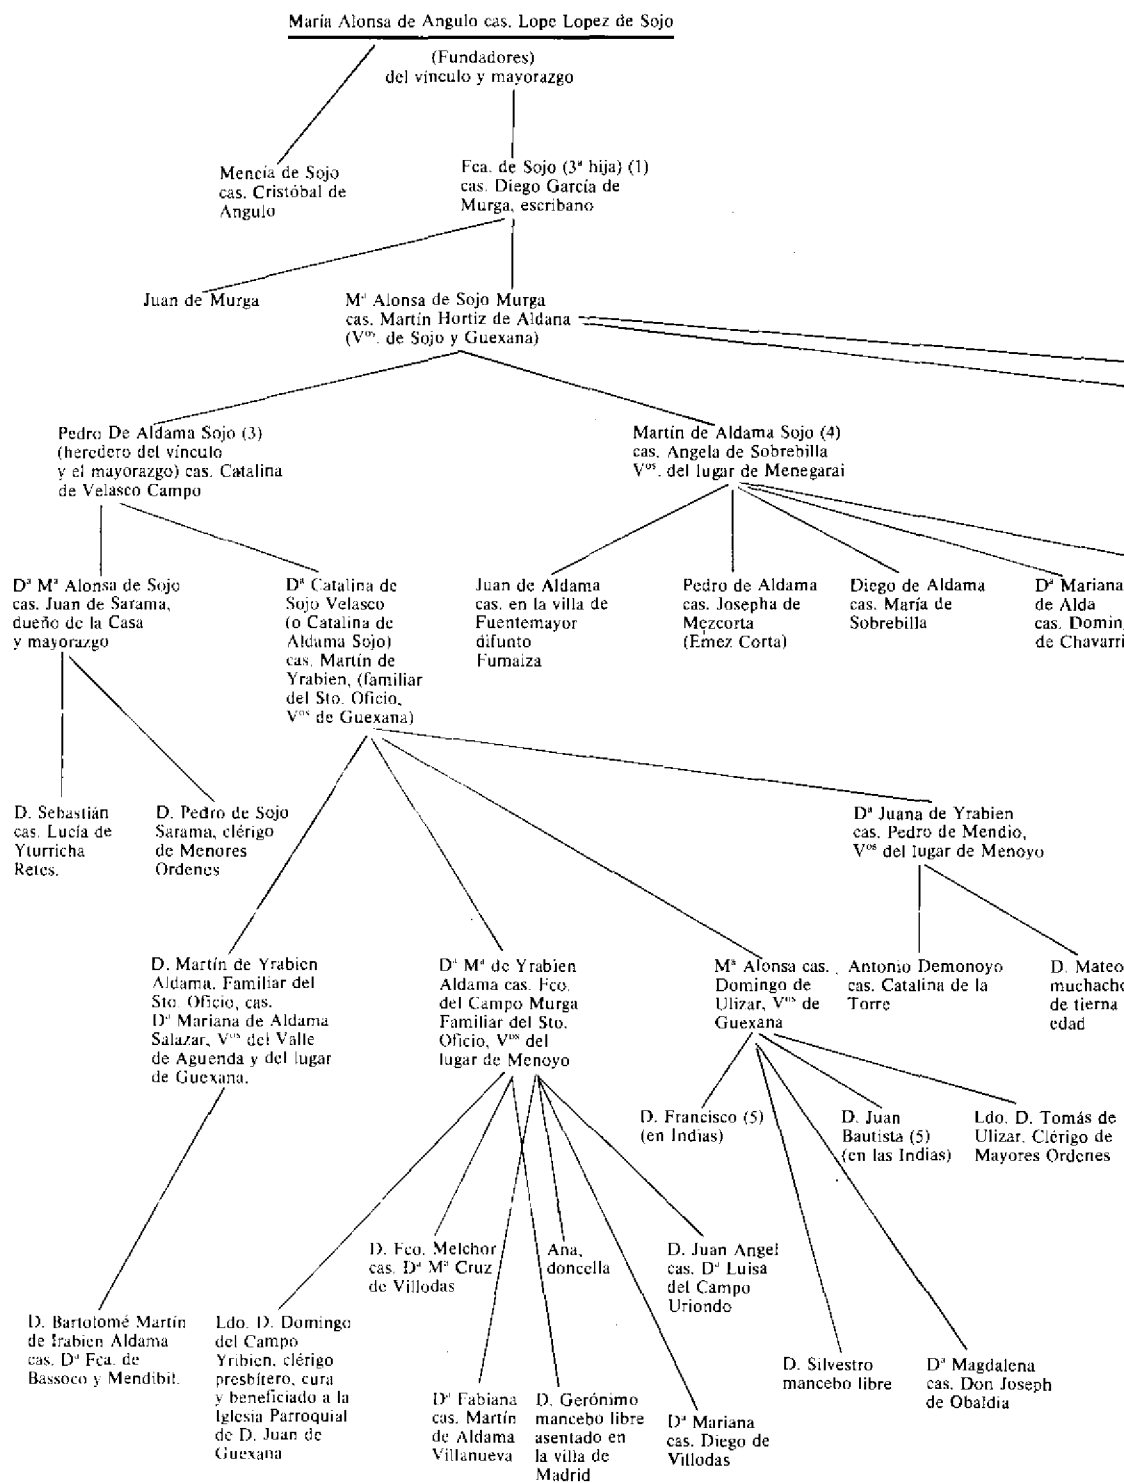 María Alonsa de Angulo cas. Lope Lopez de Sojo
(Fundadores)
del vínculo y mayorazgo
Mencía de Sojo
cas. Cristóbal de
Angulo
Fca. de Sojo (3ª hija) (1)
cas. Diego García de
Murga, escribano
Juan de Murga
Mª Alonsa de Sojo Murga
cas. Martín Hortiz de Aldana
(Vos. de Sojo y Guexana)
Pedro De Aldama Sojo (3)
(heredero del vínculo
y el mayorazgo) cas. Catalina
de Velasco Campo
Martín de Aldama Sojo (4)
cas. Angela de Sobrebilla
Vos. del lugar de Menegarai
Dª Mª Alonsa de Sojo
cas. Juan de Sarama,
dueño de la Casa
y mayorazgo
Dª Catalina de
Sojo Velasco
(o Catalina de
Aldama Sojo)
cas. Martín de
Yrabien, (familiar
del Sto. Oficio,
Vos de Guexana)
Juan de Aldama
cas. en la villa de
Fuentemayor
difunto
Fumaiza
Pedro de Aldama
cas. Josepha de
Mezcorta
(Emez Corta)
Diego de Aldama
cas. María de
Sobrebilla
Dª Mariana
de Alda
cas. Doming
de Chavarri
D. Sebastián
cas. Lucía de
Yturricha
Retes.
D. Pedro de Sojo
Sarama, clérigo
de Menores
Ordenes
Dª Juana de Yrabien
cas. Pedro de Mendio,
Vos del lugar de Menoyo
D. Martín de Yrabien
Aldama, Familiar del
Sto. Oficio, cas.
Dª Mariana de Aldama
Salazar, Vos del Valle
de Aguenda y del lugar
de Guexana.
Dª Mª de Yrabien
Aldama cas. Fco.
del Campo Murga
Familiar del Sto.
Oficio, Vos del
lugar de Menoyo
Mª Alonsa cas.
Domingo de
Ulizar, Vos de
Guexana
Antonio Demonoyo
cas. Catalina de la
Torre
D. Mateo
muchacho
de tierna
edad
D. Francisco (5)
(en Indias)
D. Juan
Bautista (5)
(en las Indias)
Ldo. D. Tomás de
Ulizar. Clérigo de
Mayores Ordenes
D. Fco. Melchor
cas. Dª Mª Cruz
de Villodas
Ana,
doncella
D. Juan Angel
cas. Dª Luisa
del Campo
Uriondo
D. Bartolomé Martín
de Irabien Aldama
cas. Dª Fca. de
Bassoco y Mendibil.
Ldo. D. Domingo
del Campo
Yribien, clérigo
presbítero, cura
y beneficiado a la
Iglesia Parroquial
de D. Juan de
Guexana
Dª Fabiana
cas. Martín
de Aldama
Villanueva
D. Gerónimo
mancebo libre
asentado en
la villa de
Madrid
Dª Mariana
cas. Diego de
Villodas
D. Silvestro
mancebo libre
Dª Magdalena
cas. Don Joseph
de Obaldia